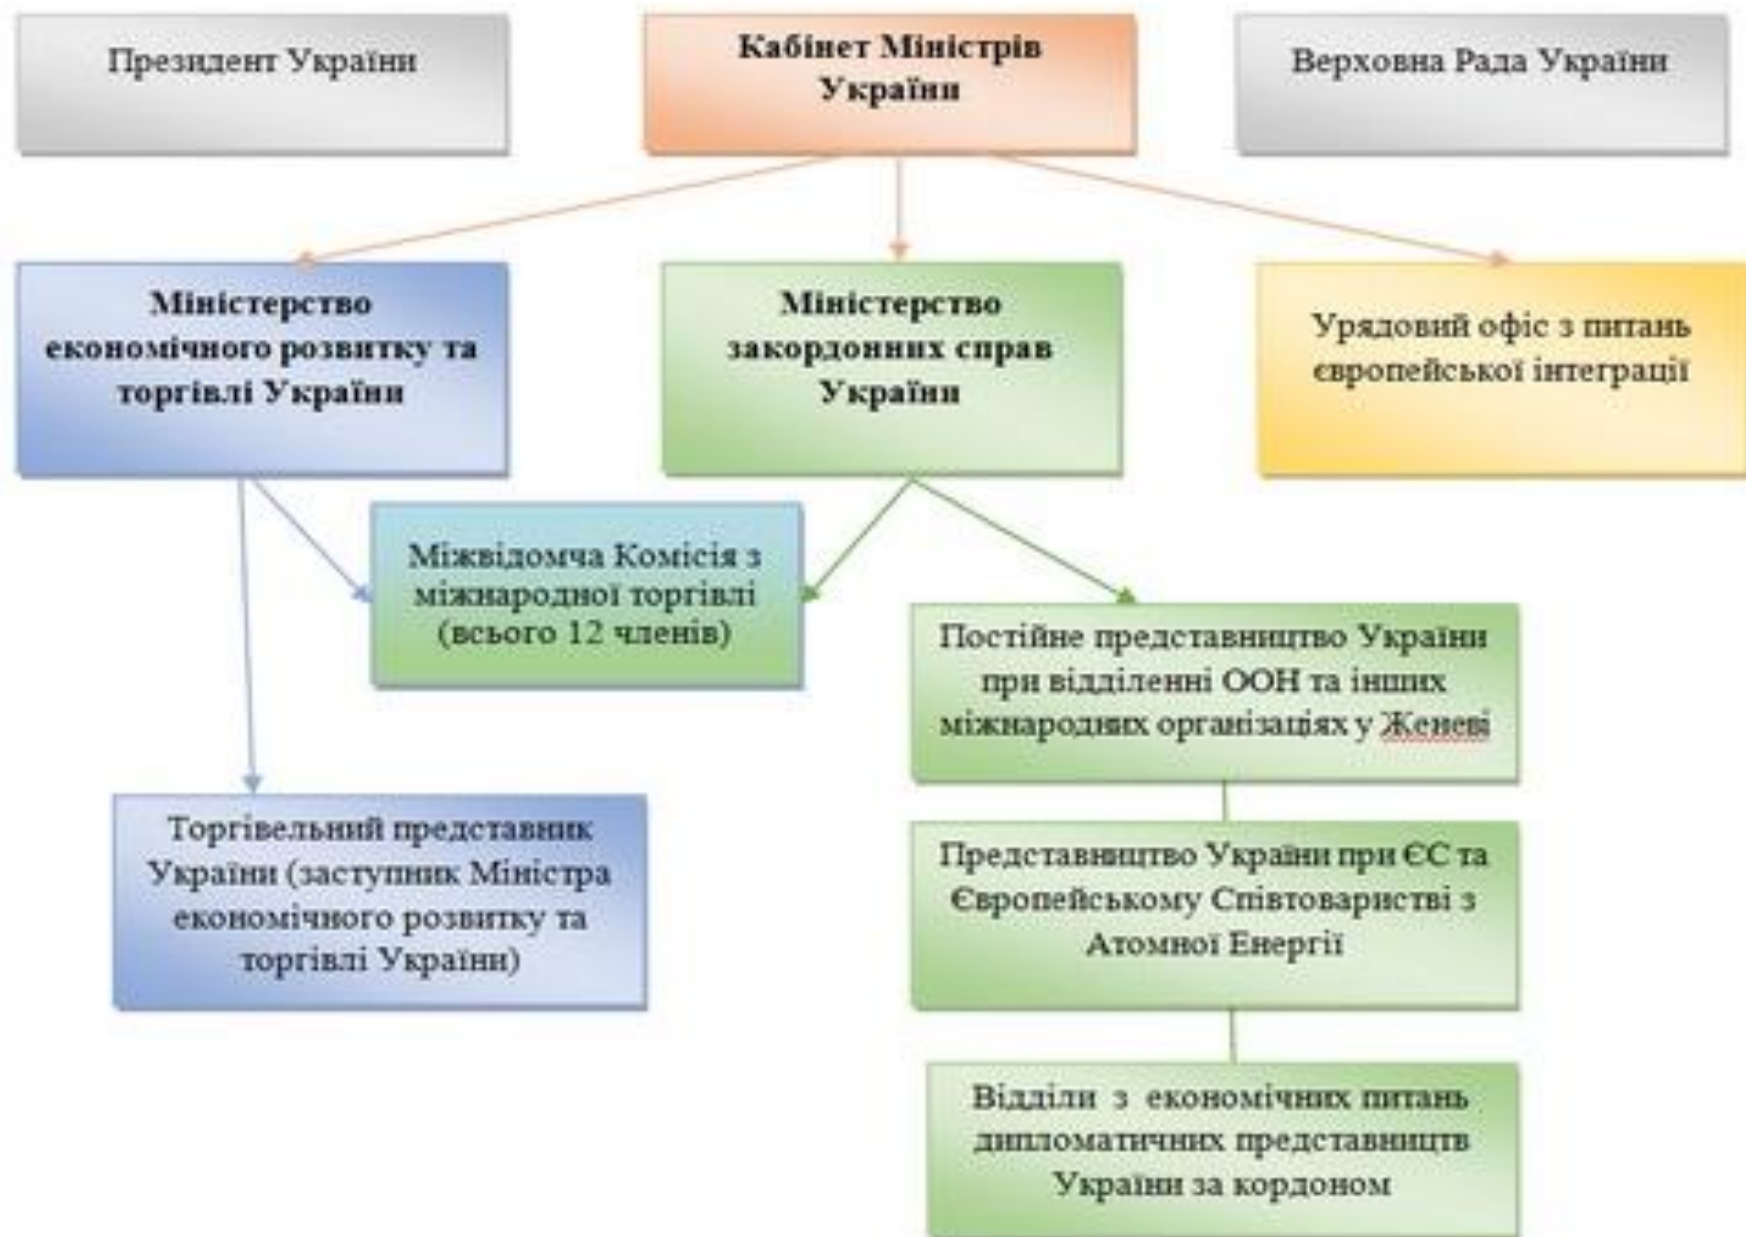 Президент України
Кабінет Міністрів
України
Верховна Рада України
Міністерство
економічного розвитку та
торгівлі України
Міністерство
закордонних справ
України
Урядовий офіс з питань
європейської інтеграції
Міжвідомча Комісія з
міжнародної торгівлі
(всього 12 членів)
Постійне представництво України
при відділенні ООН та інших
міжнародних організаціях у Женеві
Торгівельний представник
України (заступник Міністра
економічного розвитку та
торгівлі України)
Представництво України при ЄС та
Європейському Співтоваристві з
Атомної Енергії
Відділи з економічних питань
дипломатичних представництв
України за кордоном